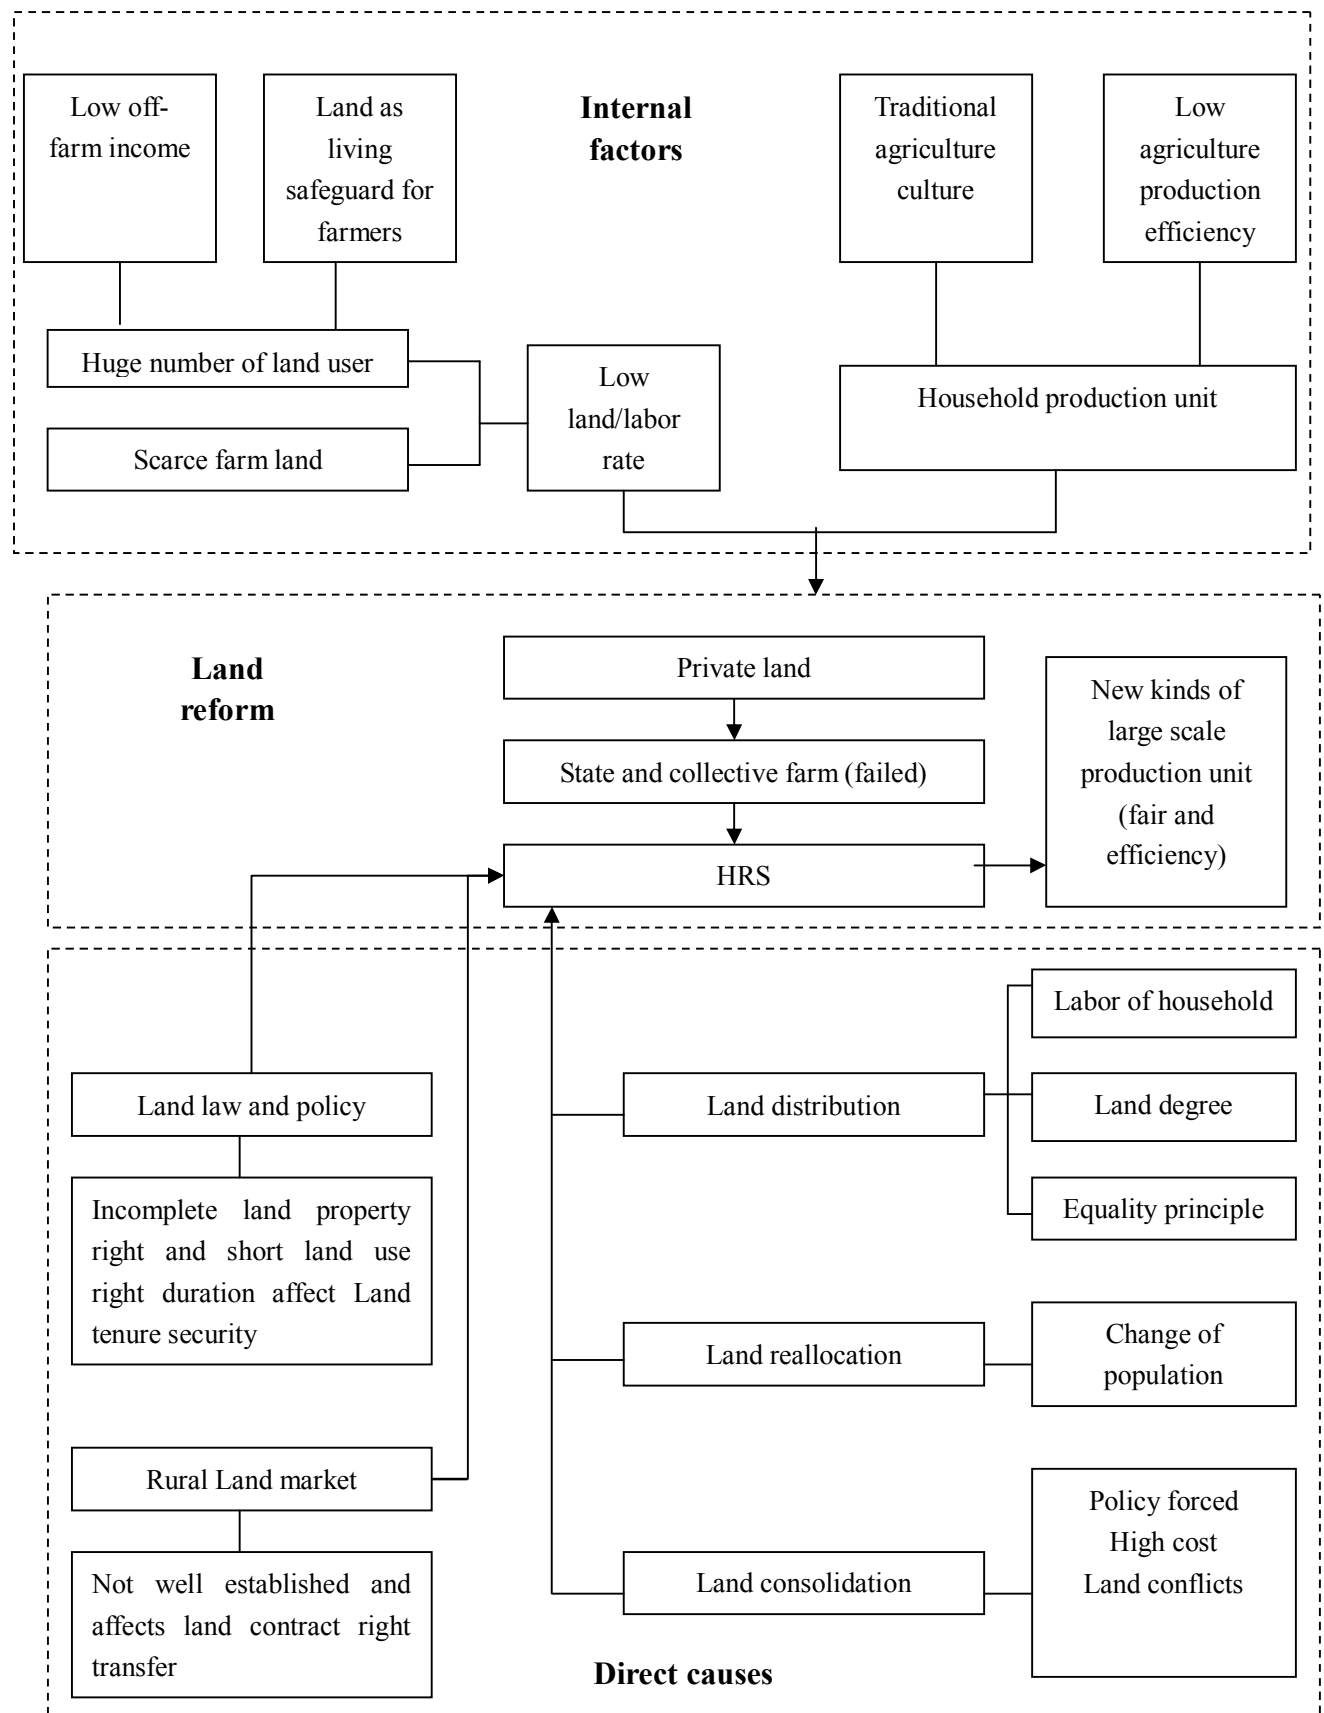 Low off-
farm income
Land as
living
safeguard for
farmers
Internal
factors
Traditional
agriculture
culture
Low
agriculture
production
efficiency
Huge number of land user
Scarce farm land
Low
land/labor
rate
Household production unit
Land
reform
Private land
State and collective farm (failed)
HRS
New kinds of
large scale
production unit
(fair and
efficiency)
Land law and policy
Incomplete land property
right and short land use
right duration affect Land
tenure security
Rural Land market
Not well established and
affects land contract right
transfer
Land distribution
Labor of household
Land degree
Equality principle
Land reallocation
Change of
population
Land consolidation
Policy forced
High cost
Land conflicts
Direct causes